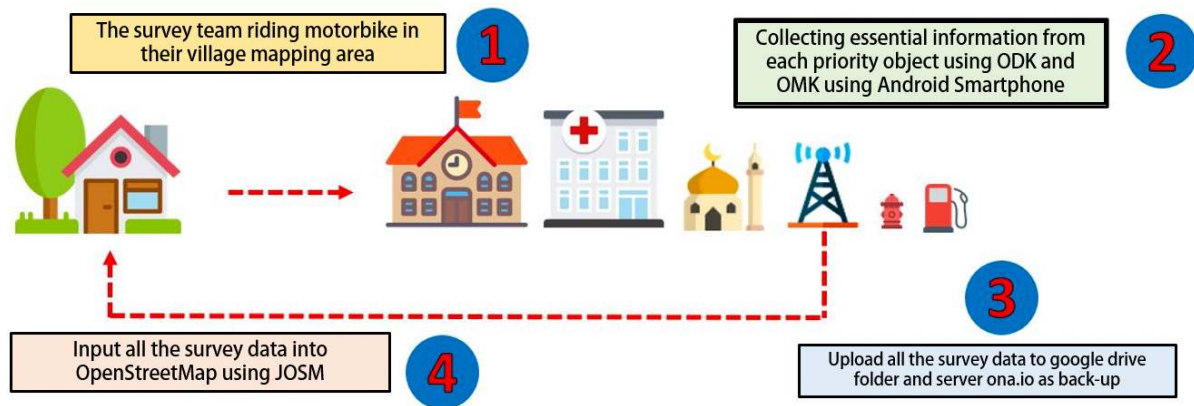 The survey team riding motorbike in
their village mapping area
1
Collecting essential information from
each priority object using ODK and
OMK using Android Smartphone
2
3
Upload all the survey data to google drive
folder and server ona.io as back-up
Input all the survey data into
OpenStreetMap using JOSM
4